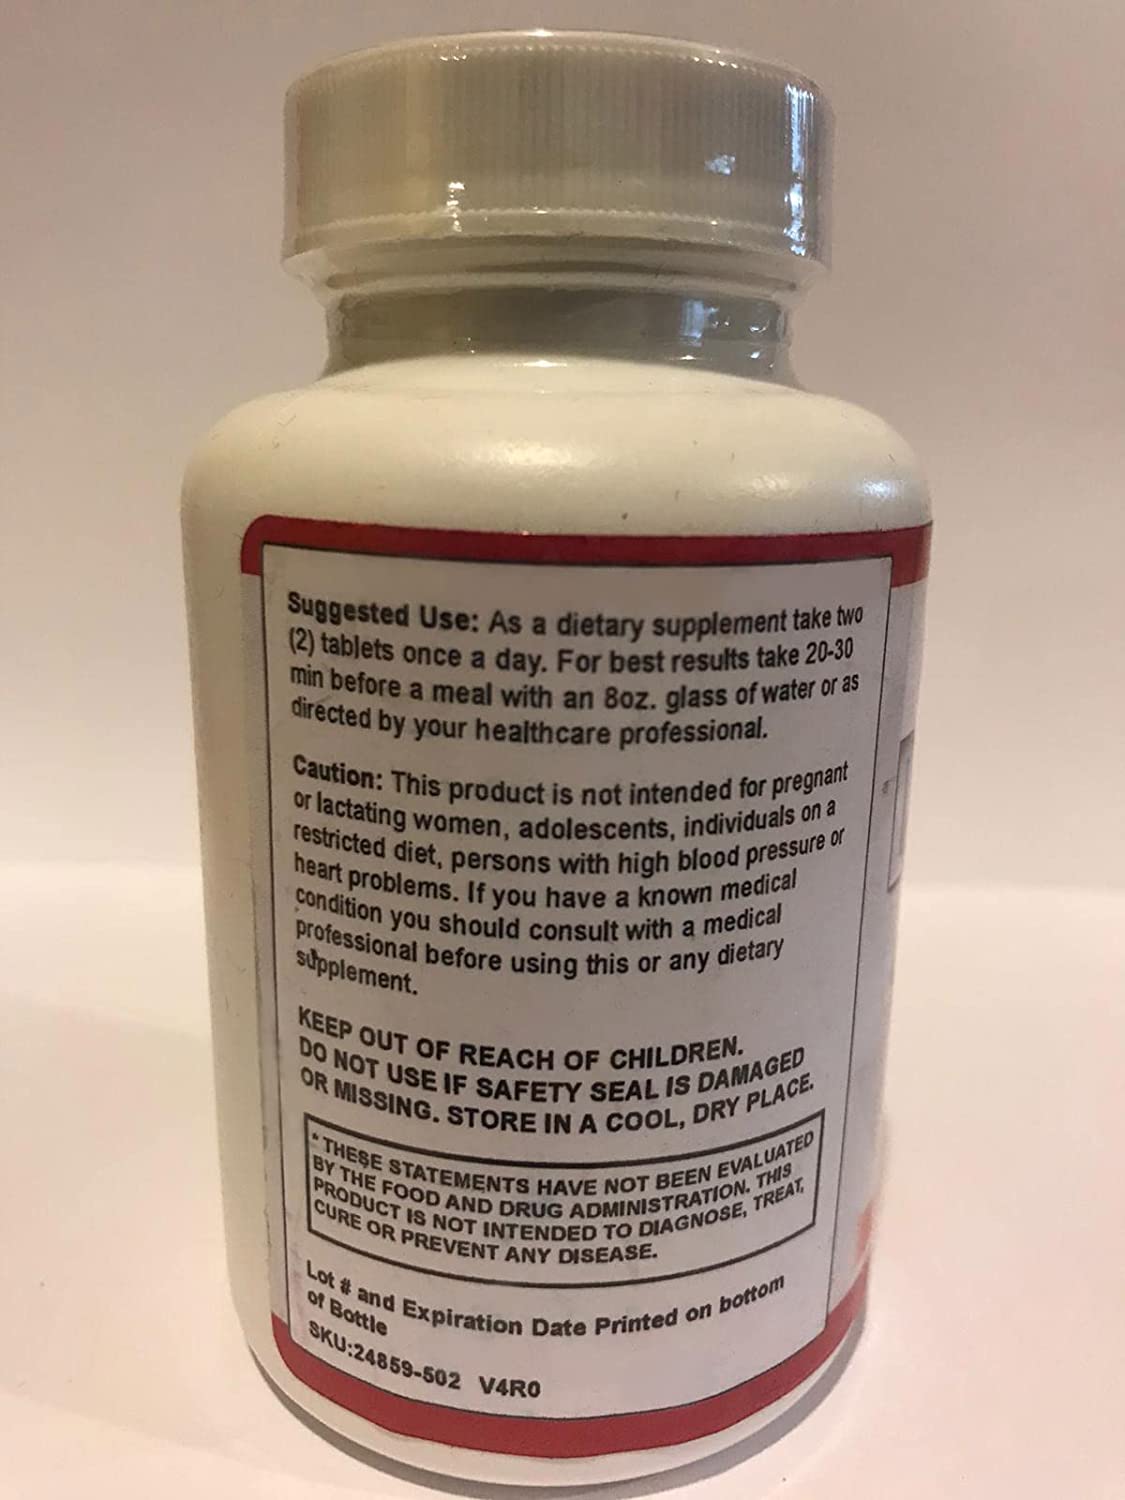 Suggested Use: As a dietary supplement take two
(2) tablets once a day. For best results take 20-30
min before a meal with an 8oz. glass of water or as
directed by your healthcare professional.
Caution: This product is not intended for pregnant
or lactating women, adolescents, individuals on a
restricted diet, persons with high blood pressure or
heart problems. If you have a known medical
condition you should consult with a medical
professional before using this or any dietary
supplement.
KEEP OUT OF REACH OF CHILDREN.
DO NOT USE IF SAFETY SEAL IS DAMAGED
OR MISSING. STORE IN A COOL, DRY PLACE.
* THESE STATEMENTS HAVE NOT BEEN EVALUATED
BY THE FOOD AND DRUG ADMINISTRATION. THIS
PRODUCT IS NOT INTENDED TO DIAGNOSE, TREAT,
CURE OR PREVENT ANY DISEASE.
Lot # and Expiration Date Printed on bottom
of Bottle
SKU:24859-502 V4R0